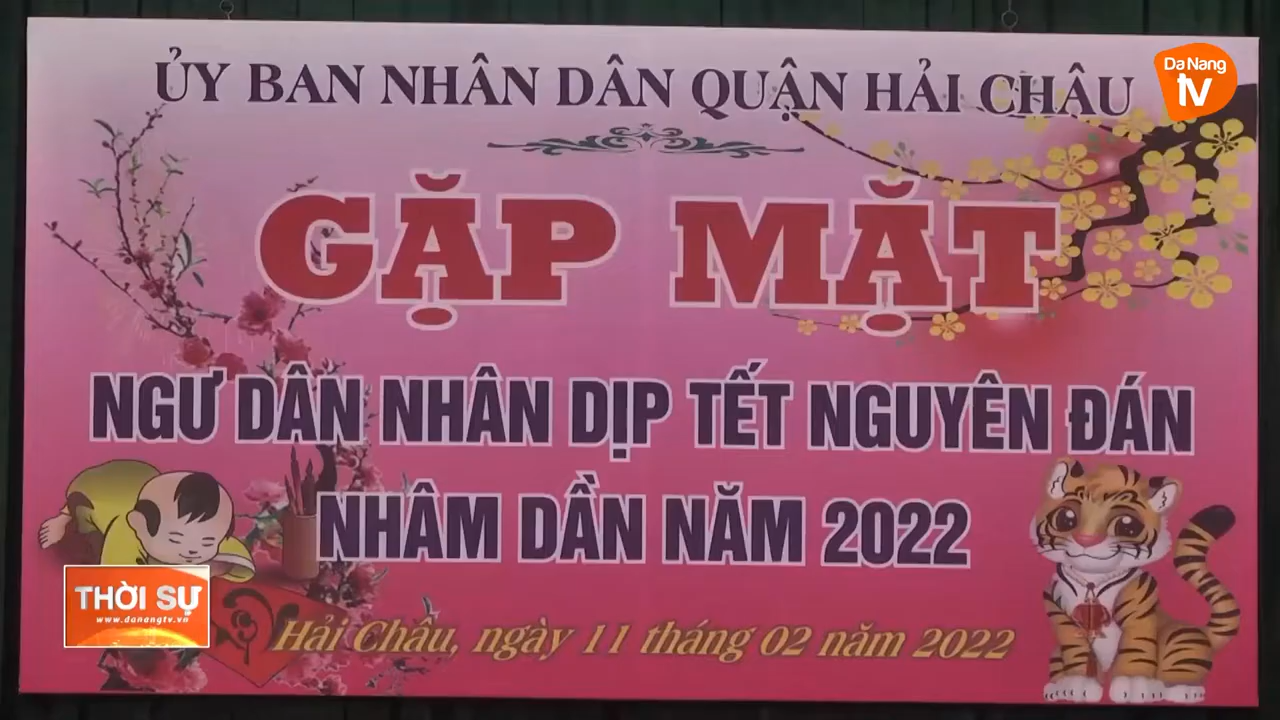 ỦY BAN NHÂN DÂN QUẬN HẢI CHÂU
Da Nang
tv
GẶP MẶT
NGƯ DÂN NHÂN DỊP TẾT NGUYÊN ĐÁN
NHÂM DẦN NĂM 2022
THỜI SỰ
www.danangtv.vn
Hải Châu, ngày 11 tháng 02 năm 2022